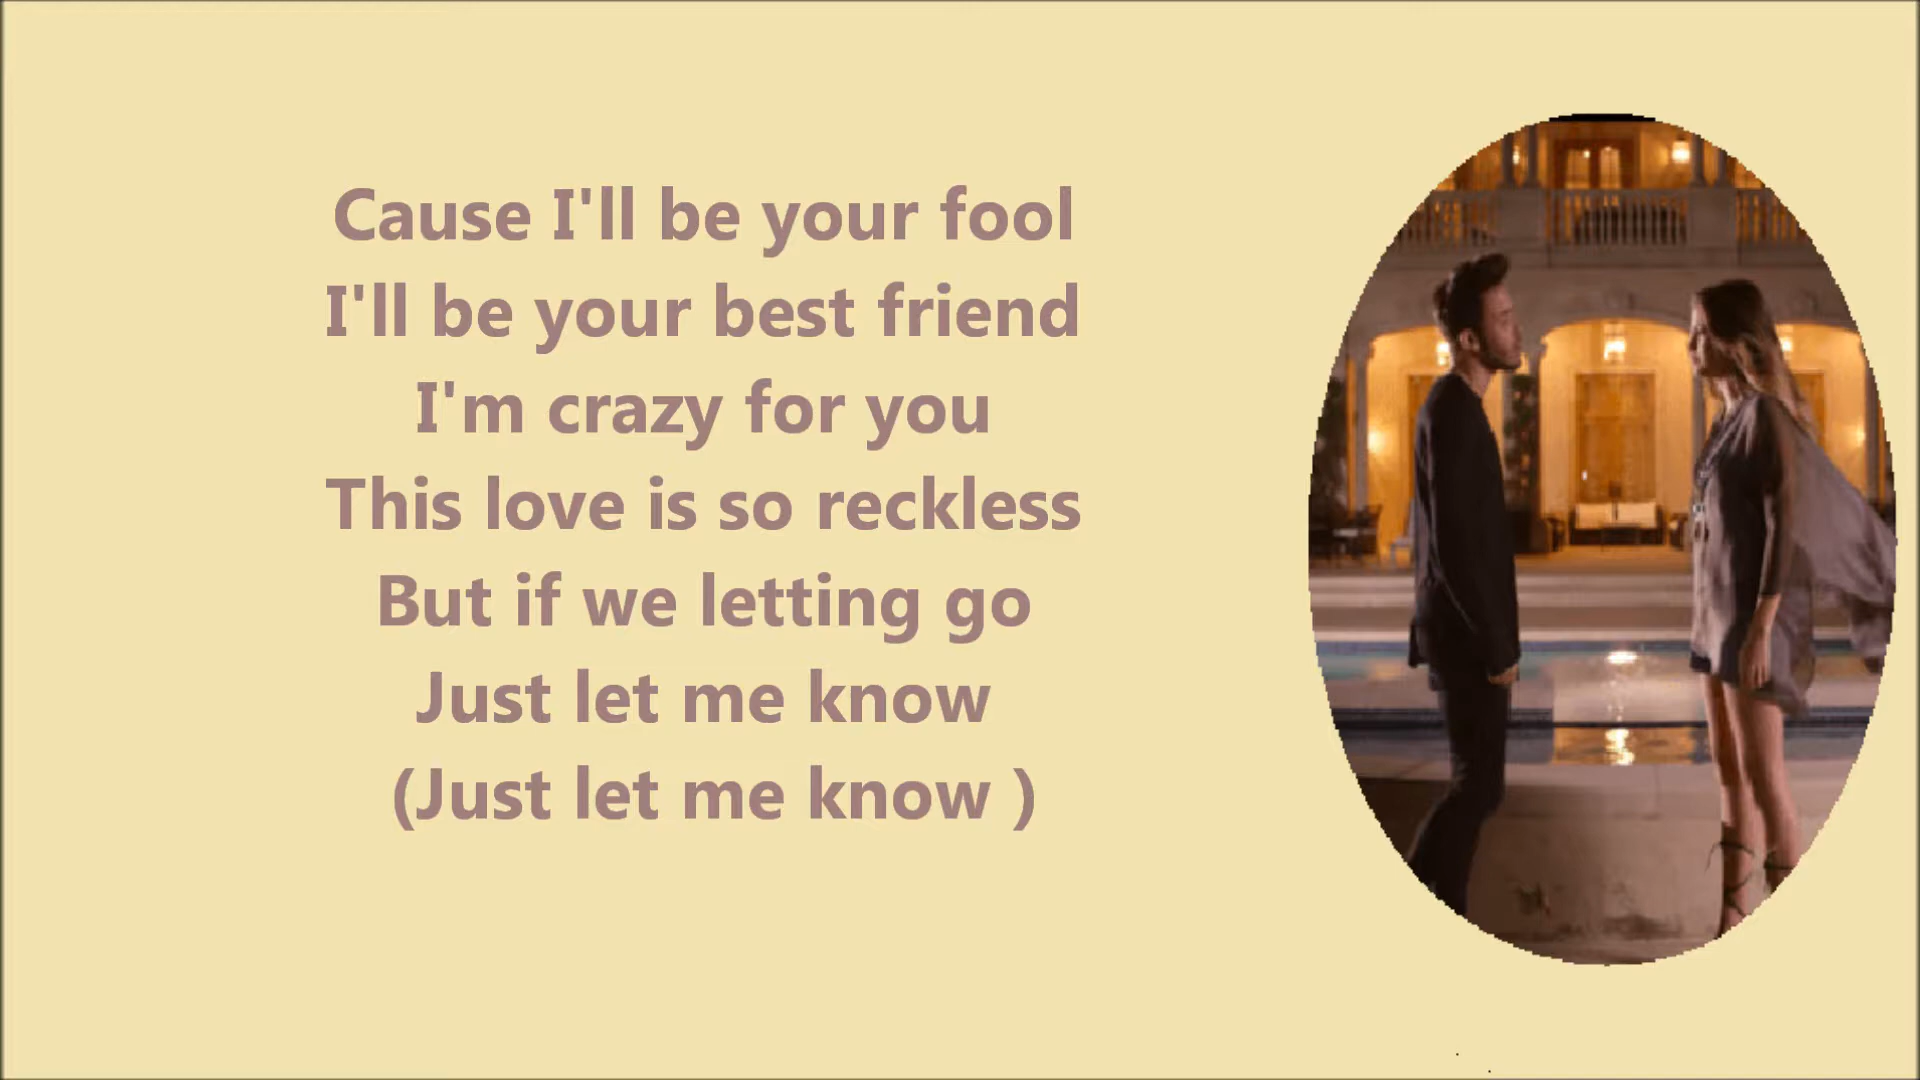 Cause I'll be your fool
I'll be your best friend
I'm crazy for you
This love is so reckless
But if we letting go
Just let me know
(Just let me know )